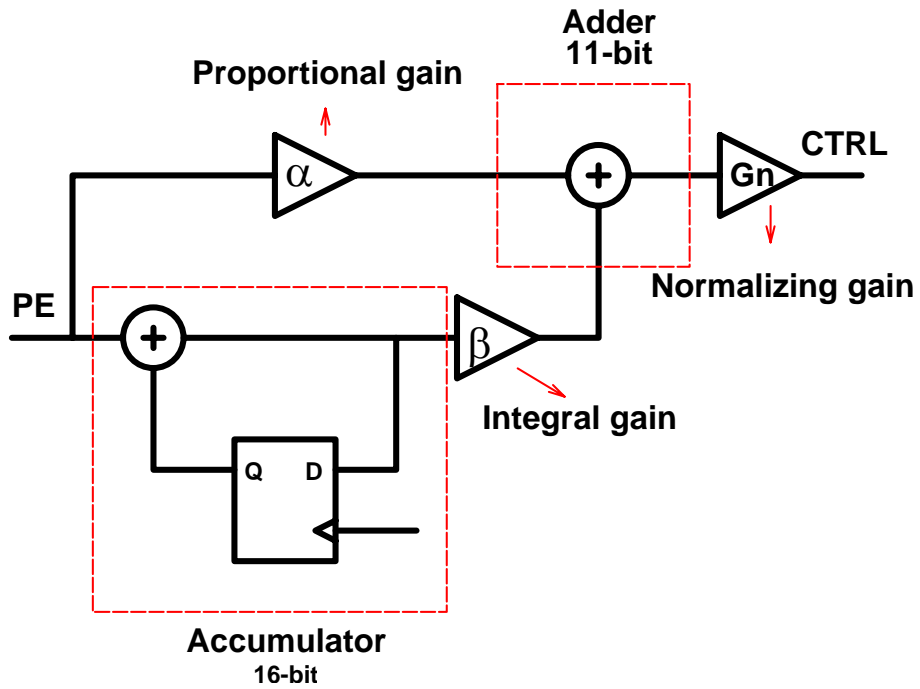 Adder
11-bit
Proportional gain
CTRL
α
+
Gn
Normalizing gain
PE
+
β
Integral gain
Q D
Accumulator
16-bit